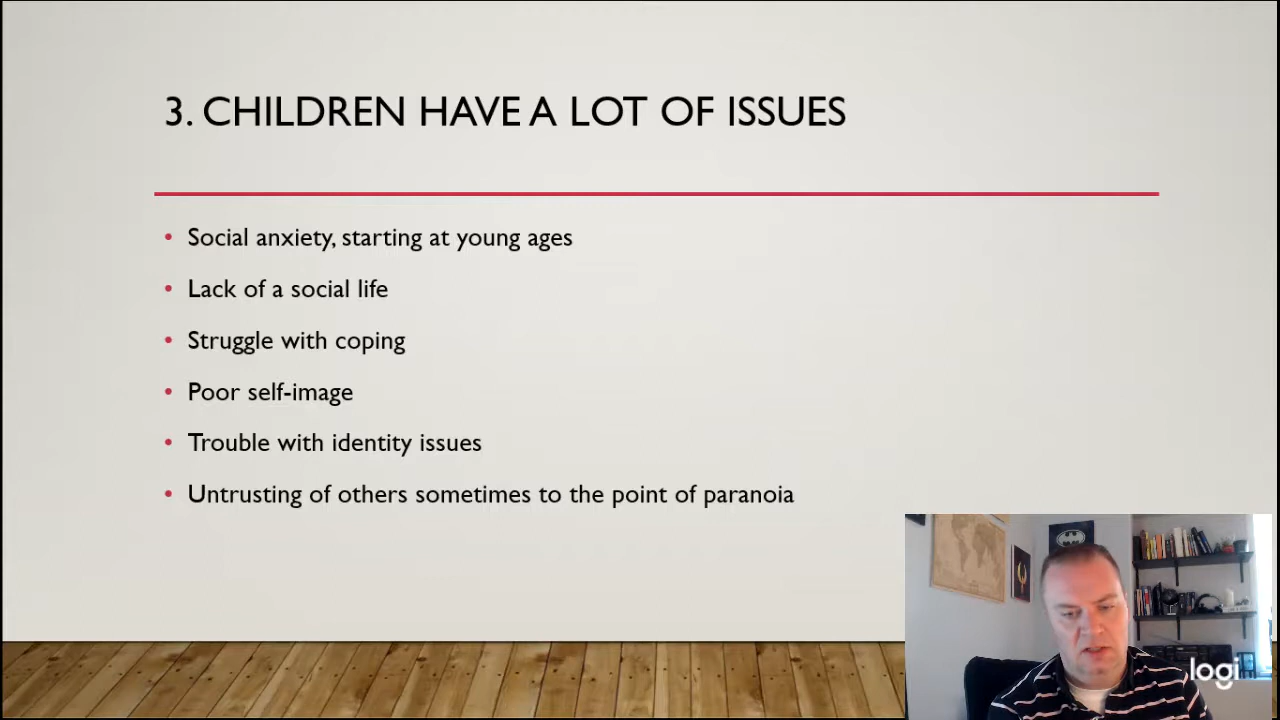 3. CHILDREN HAVE A LOT OF ISSUES
• Social anxiety, starting at young ages
• Lack of a social life
• Struggle with coping
• Poor self-image
• Trouble with identity issues
• Untrusting of others sometimes to the point of paranoia
logi